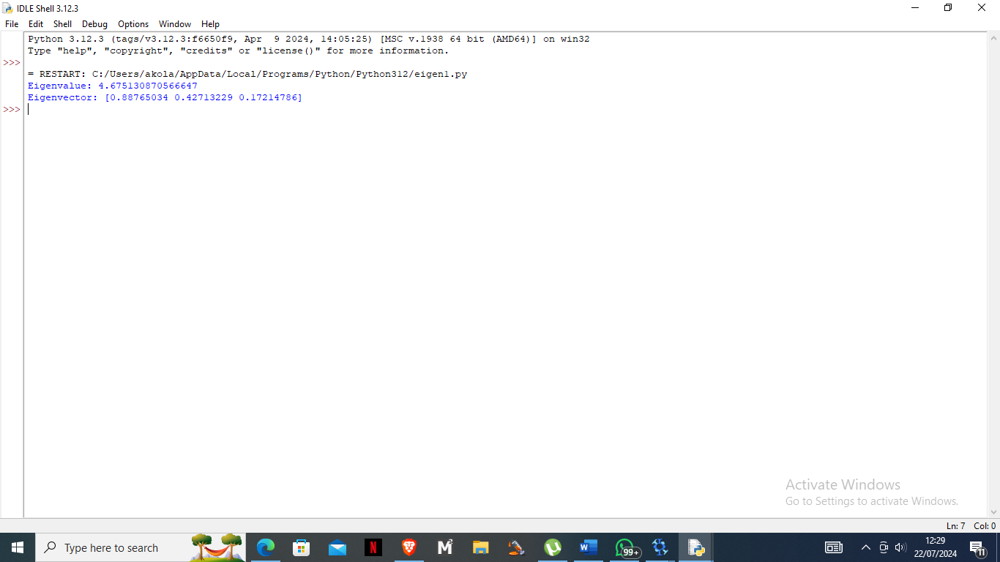 IDLE Shell 3.12.3
File Edit Shell Debug Options Window Help
Python 3.12.3 (tags/v3.12.3:f6650f9, Apr  9 2024, 14:05:25) [MSC v.1938 64 bit (AMD64)] on win32
Type "help", "copyright", "credits" or "license()" for more information.
>>>
= RESTART: C:/Users/akola/AppData/Local/Programs/Python/Python312/eigen1.py
Eigenvalue: 4.675130870566647
Eigenvector: [0.88765034 0.42713229 0.17214786]
>>>
Activate Windows
Go to Settings to activate Windows.
Ln: 7 Col: 0
Type here to search
N
M
W
99+
12:29
22/07/2024
11